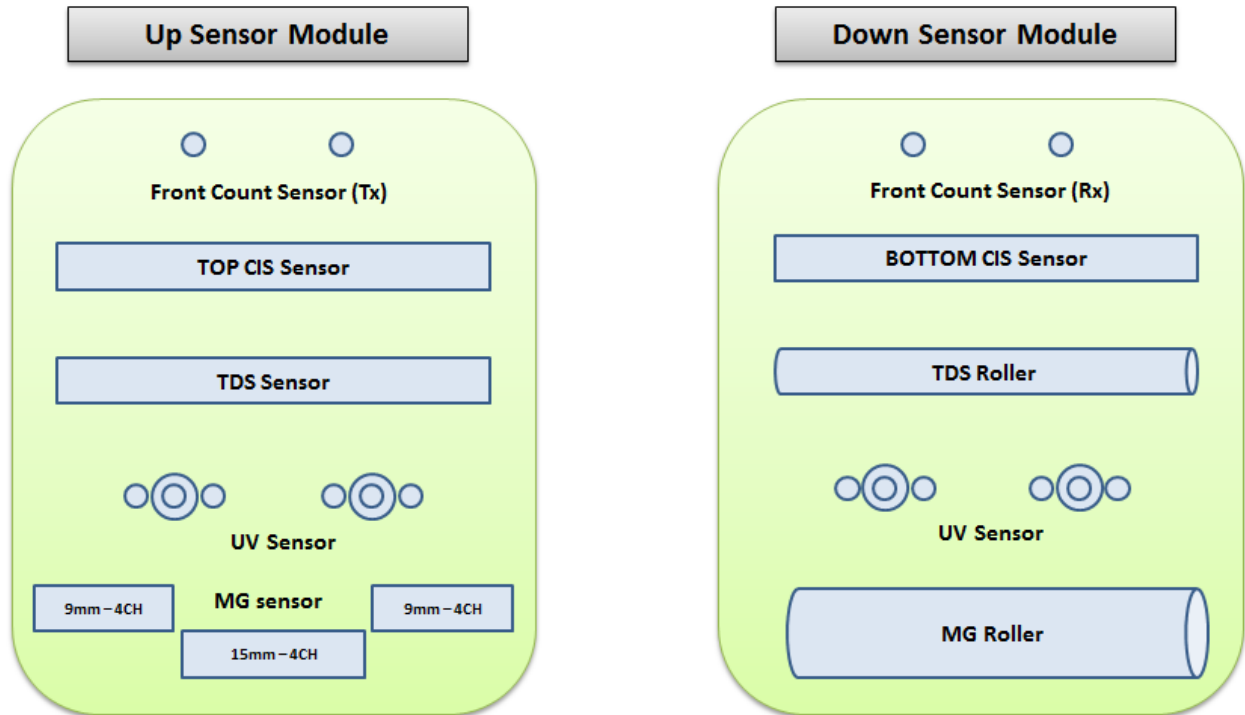 Up Sensor Module
Down Sensor Module
Front Count Sensor (Tx)
TOP CIS Sensor
TDS Sensor
UV Sensor
MG sensor
9mm – 4CH
9mm – 4CH
15mm – 4CH
Front Count Sensor (Rx)
BOTTOM CIS Sensor
TDS Roller
UV Sensor
MG Roller